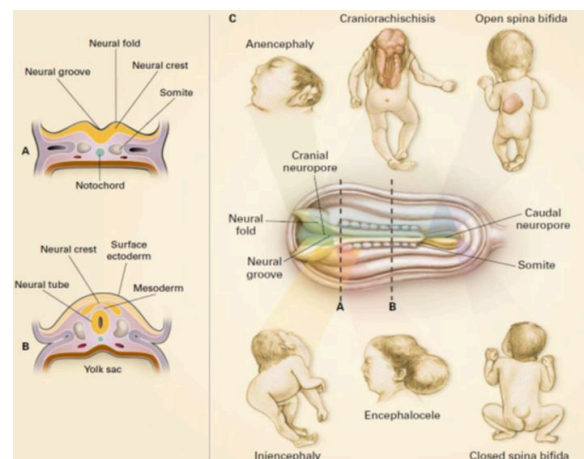 Neural fold
Neural groove
Neural crest
Somite
A
Notochord
Neural crest
Surface
ectoderm
Neural tube
Mesoderm
B
Yolk sac
C
Craniorachischisis
Open spina bifida
Anencephaly
Cranial
neuropore
Neural
fold
Caudal
neuropore
Neural
groove
Somite
A
B
Encephalocele
Iniencephaly
Closed spina bifida